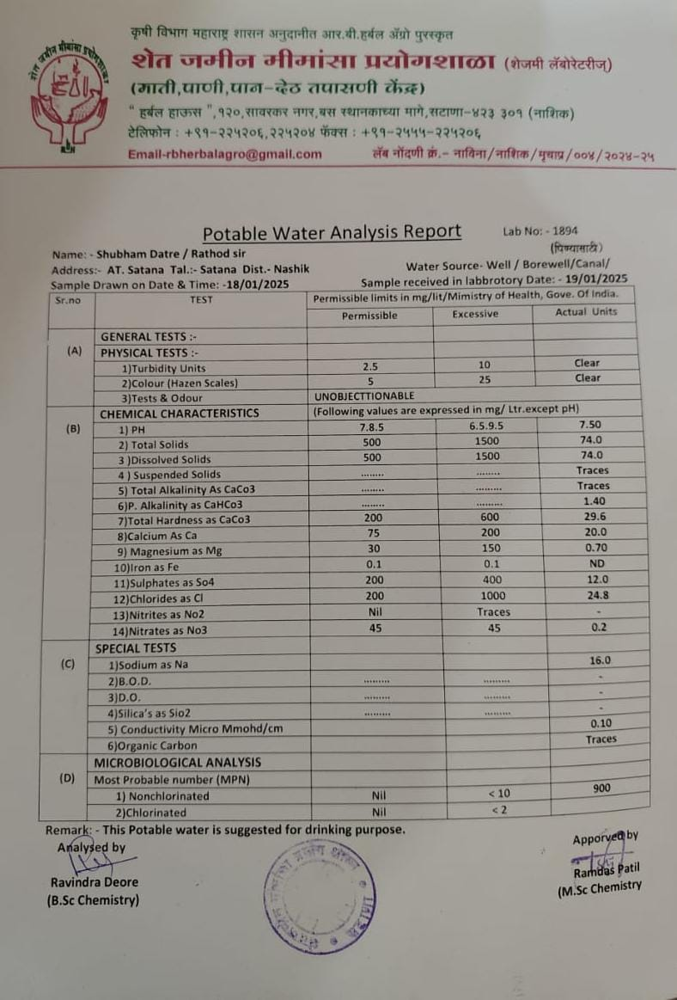 कृषी विभाग महाराष्ट्र शासन अनुदानीत आर.बी.हर्बल ॲग्रो पुरस्कृत
शेत जमीन मीमांसा प्रयोगशाळा (शेजमी लॅबोरेटरीज)
(माती,पाणी,पान-देठ तपासणी केंद्र)
" हर्बल हाऊस ",१२०,सावरकर नगर,बस स्थानकाच्या मागे,सटाणा-४२३ ३०१ (नाशिक)
टेलिफोन : +९१-२२५२०६,२२५२०४ फॅक्स : +९१-२५५५-२२५२०६
Email-rbherbalagro@gmail.com लॅब नोंदणी क्रं.- नाविना/नाशिक/मृचाप्र/००४/२०२४-२५
Potable Water Analysis Report Lab No: - 1894
(पिण्यासाठी)
Name: - Shubham Datre / Rathod sir
Address:- AT. Satana Tal.:- Satana Dist.- Nashik Water Source- Well / Borewell/Canal/
Sample Drawn on Date & Time: -18/01/2025 Sample received in labbrotory Date: - 19/01/2025
Sr.no TEST Permissible limits in mg/lit/Mimistry of Health, Gove. Of India.
Permissible Excessive Actual Units
(A) GENERAL TESTS :-
PHYSICAL TESTS :-
1)Turbidity Units 2.5 10 Clear
2)Colour (Hazen Scales) 5 25 Clear
3)Tests & Odour UNOBJECTTIONABLE
(B) CHEMICAL CHARACTERISTICS (Following values are expressed in mg/ Ltr.except pH)
1) PH 7.8.5 6.5.9.5 7.50
2) Total Solids 500 1500 74.0
3 )Dissolved Solids 500 1500 74.0
4 ) Suspended Solids ........ ........ Traces
5) Total Alkalinity As CaCo3 ........ ......... Traces
6)P. Alkalinity as CaHCo3 ........ ......... 1.40
7)Total Hardness as CaCo3 200 600 29.6
8)Calcium As Ca 75 200 20.0
9) Magnesium as Mg 30 150 0.70
10)Iron as Fe 0.1 0.1 ND
11)Sulphates as So4 200 400 12.0
12)Chlorides as Cl 200 1000 24.8
13)Nitrites as No2 Nil Traces -
14)Nitrates as No3 45 45 0.2
(C) SPECIAL TESTS
1)Sodium as Na 16.0
2)B.O.D. ......... ......... -
3)D.O. ......... ......... -
4)Silica's as Sio2 ......... ......... -
5) Conductivity Micro Mmohd/cm 0.10
6)Organic Carbon Traces
(D) MICROBIOLOGICAL ANALYSIS
Most Probable number (MPN)
1) Nonchlorinated Nil < 10 900
2)Chlorinated Nil < 2
Remark: - This Potable water is suggested for drinking purpose.
Analysed by Apporved by
Ravindra Deore Ramdas Patil
(B.Sc Chemistry) (M.Sc Chemistry